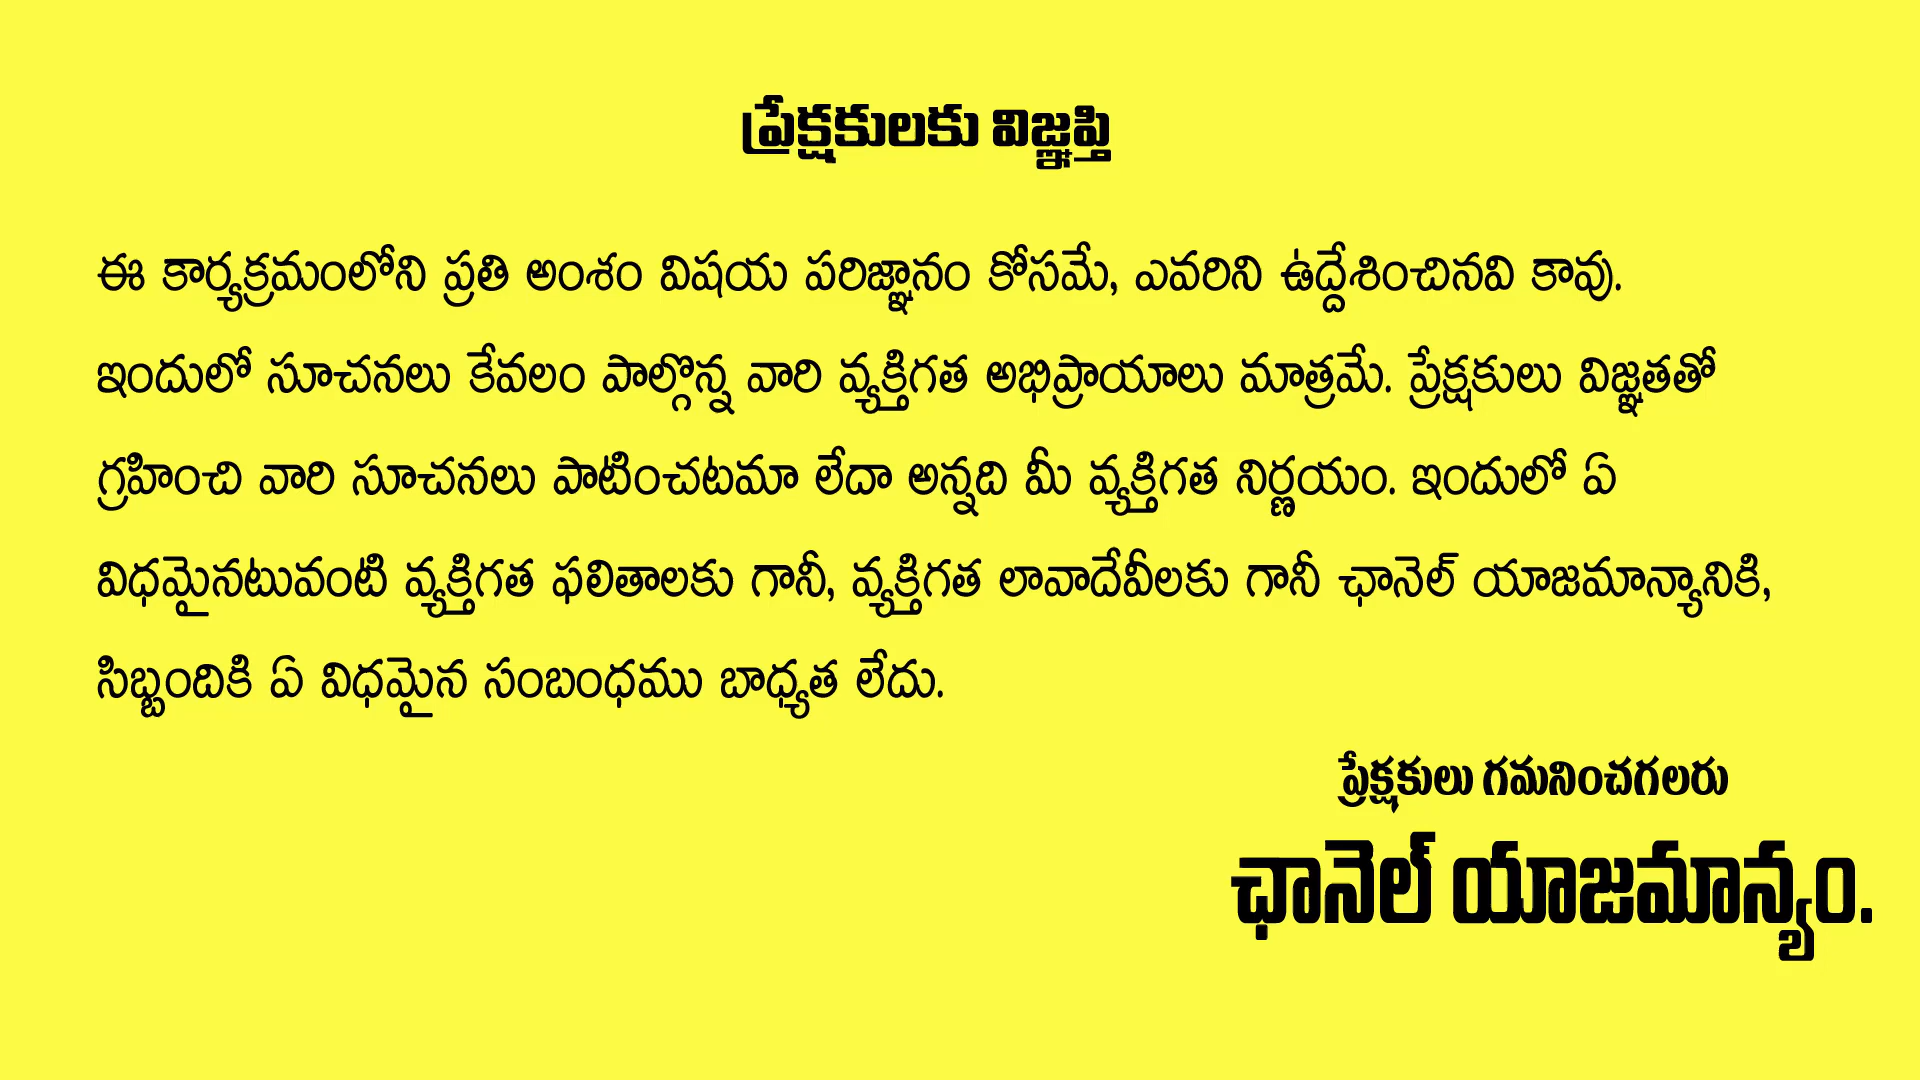 ప్రేక్షకులకు విజ్ఞప్తి
ఈ కార్యక్రమంలోని ప్రతి అంశం విషయ పరిజ్ఞానం కోసమే, ఎవరిని ఉద్దేశించినవి కావు.
ఇందులో సూచనలు కేవలం పాల్గొన్న వారి వ్యక్తిగత అభిప్రాయాలు మాత్రమే. ప్రేక్షకులు విజ్ఞతతో
గ్రహించి వారి సూచనలు పాటించటమా లేదా అన్నది మీ వ్యక్తిగత నిర్ణయం. ఇందులో ఏ
విధమైనటువంటి వ్యక్తిగత ఫలితాలకు గానీ, వ్యక్తిగత లావాదేవీలకు గానీ ఛానెల్ యాజమాన్యానికి,
సిబ్బందికి ఏ విధమైన సంబంధము బాధ్యత లేదు.
ప్రేక్షకులు గమనించగలరు
ఛానెల్ యాజమాన్యం.